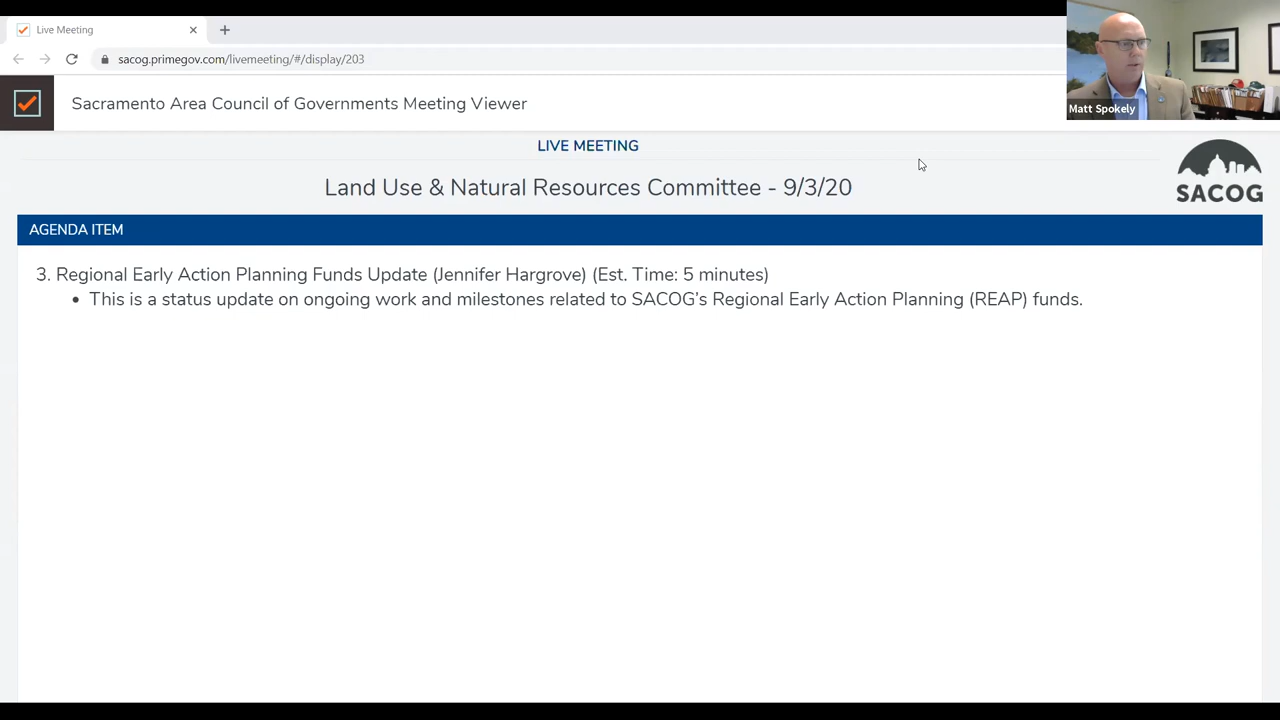 Live Meeting
sacog.primegov.com/livemeeting/#/display/203
Matt Spokely
Sacramento Area Council of Governments Meeting Viewer
LIVE MEETING
Land Use & Natural Resources Committee - 9/3/20
SACOG
AGENDA ITEM
3. Regional Early Action Planning Funds Update (Jennifer Hargrove) (Est. Time: 5 minutes)
• This is a status update on ongoing work and milestones related to SACOG's Regional Early Action Planning (REAP) funds.